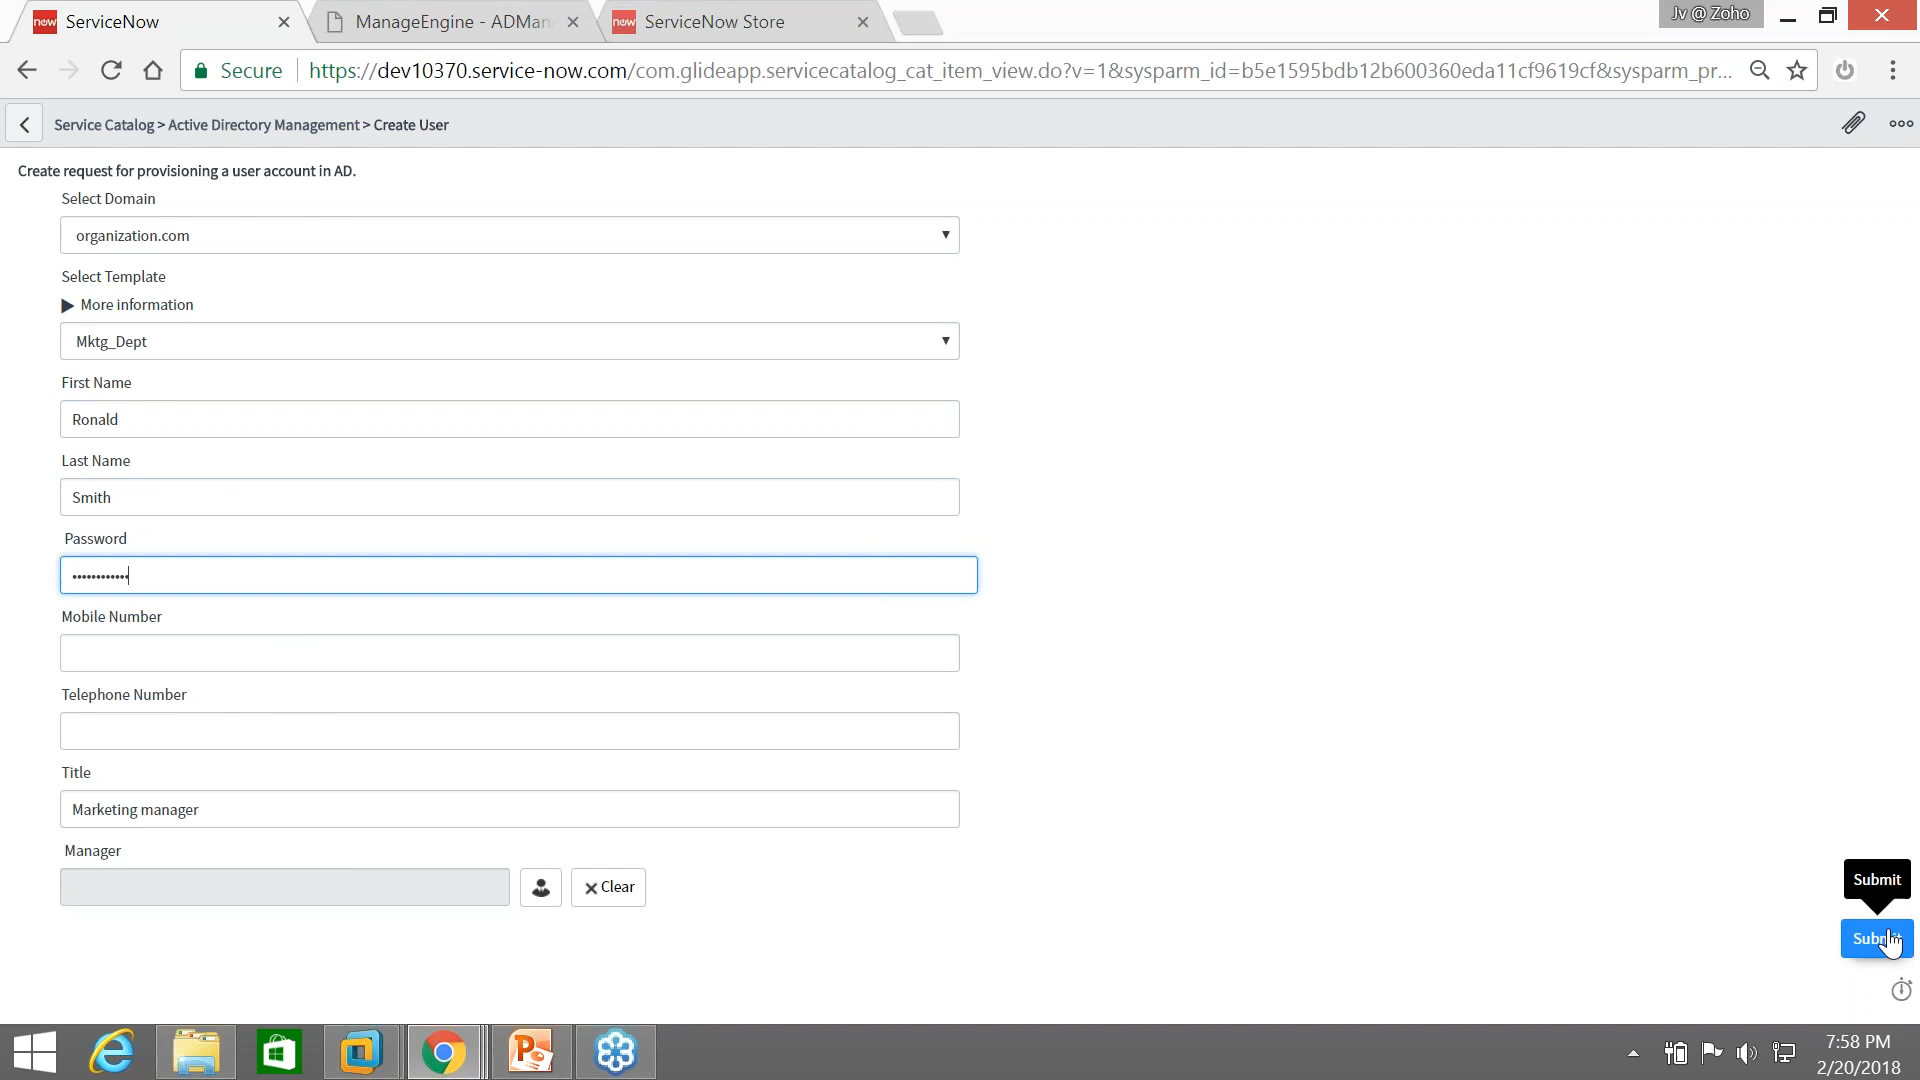 ServiceNow
ManageEngine - ADMan
ServiceNow Store
Jv @ Zoho
Secure
https://dev10370.service-now.com/com.glideapp.servicecatalog_cat_item_view.do?v=1&sysparm_id=b5e1595bdb12b600360eda11cf9619cf&sysparm_pr...
Service Catalog > Active Directory Management > Create User
Create request for provisioning a user account in AD.
Select Domain
organization.com
Select Template
More information
Mktg_Dept
First Name
Ronald
Last Name
Smith
Password
••••••••••••
Mobile Number
Telephone Number
Title
Marketing manager
Manager
Clear
Submit
Submit
7:58 PM
2/20/2018